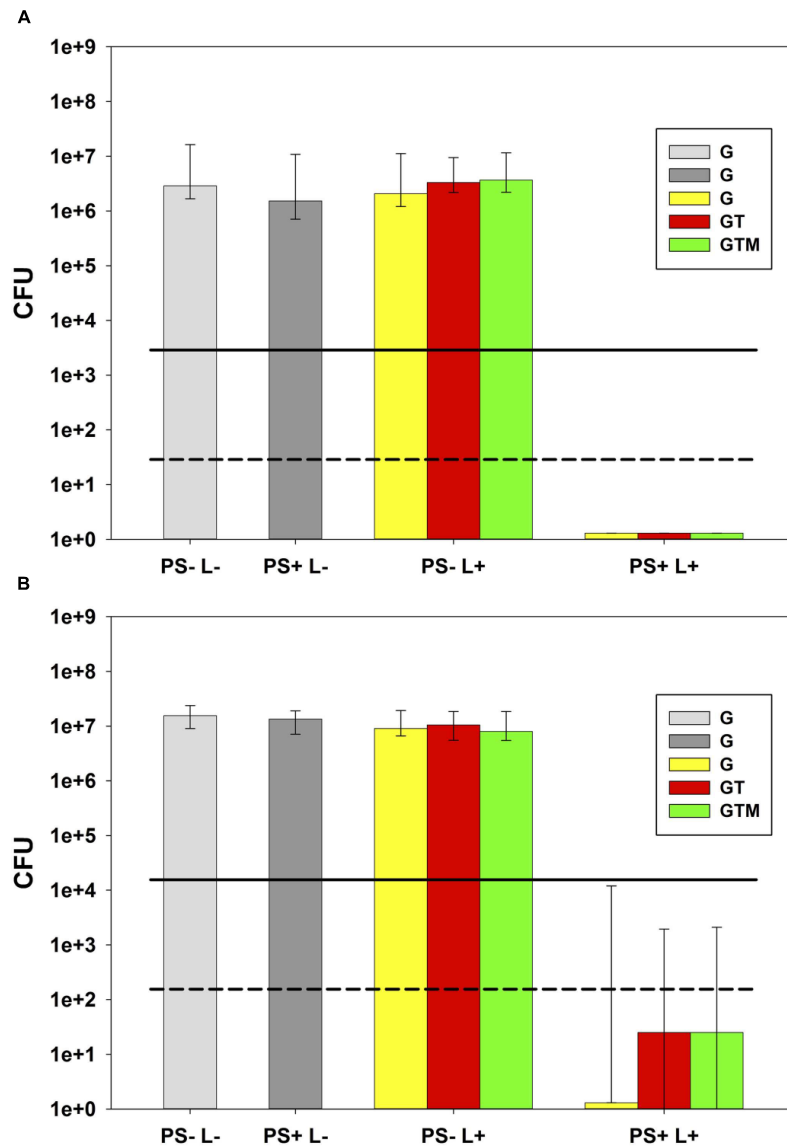 A
1e+9
1e+8
1e+7
1e+6
1e+5
1e+4
1e+3
1e+2
1e+1
1e+0
CFU
G
G
G
GT
GTM
PS- L- PS+ L- PS- L+ PS+ L+
B
1e+9
1e+8
1e+7
1e+6
1e+5
1e+4
1e+3
1e+2
1e+1
1e+0
CFU
G
G
G
GT
GTM
PS- L- PS+ L- PS- L+ PS+ L+